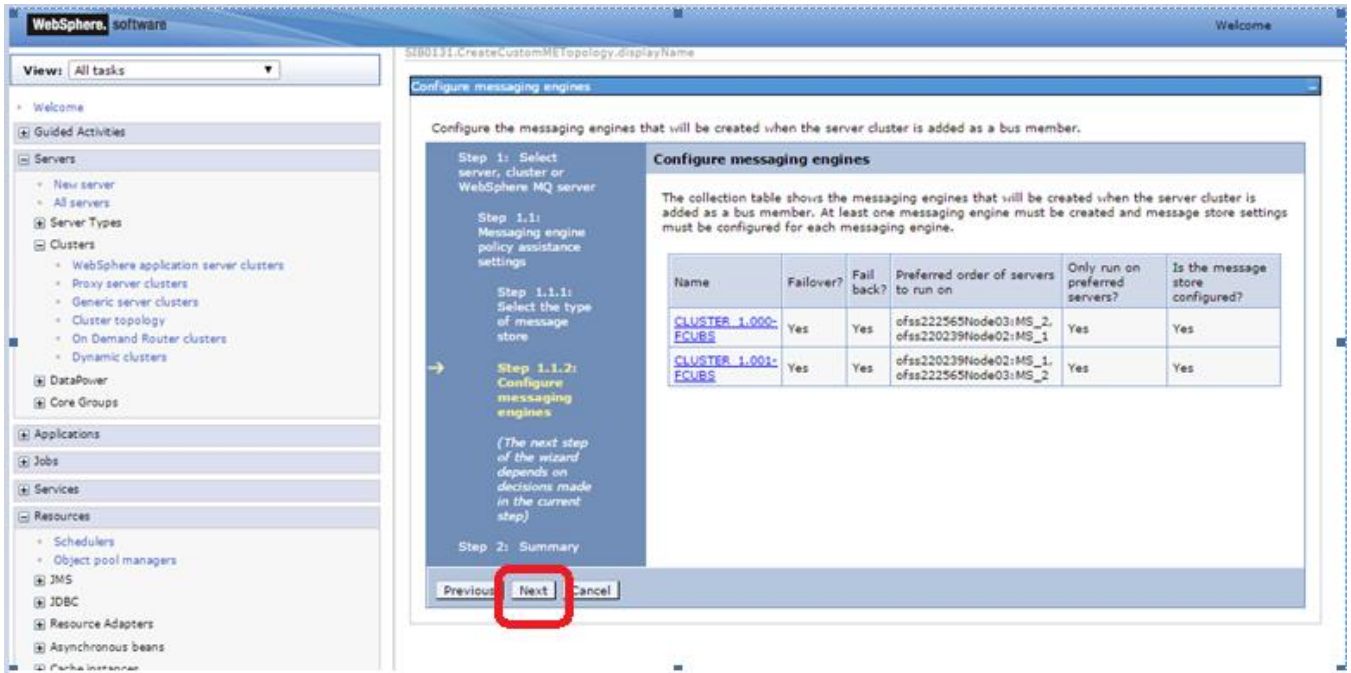 WebSphere. software
Welcome
View: All tasks
Welcome
Guided Activities
Servers
New server
All servers
Server Types
Clusters
WebSphere application server clusters
Proxy server clusters
Generic server clusters
Cluster topology
On Demand Router clusters
Dynamic clusters
DataPower
Core Groups
Applications
Jobs
Services
Resources
Schedulers
Object pool managers
JMS
JDBC
Resource Adapters
Asynchronous beans
Cache instances
SIB0131.CreateCustomMETopology.displayName
Configure messaging engines
Configure the messaging engines that will be created when the server cluster is added as a bus member.
Step 1: Select
server, cluster or
WebSphere MQ server
Step 1.1:
Messaging engine
policy assistance
settings
Step 1.1.1:
Select the type
of message
store
Step 1.1.2:
Configure
messaging
engines
(The next step
of the wizard
depends on
decisions made
in the current
step)
Step 2: Summary
Configure messaging engines
The collection table shows the messaging engines that will be created when the server cluster is
added as a bus member. At least one messaging engine must be created and message store settings
must be configured for each messaging engine.
Name
Failover?
Fail
back?
Preferred order of servers
to run on
Only run on
preferred
servers?
Is the message
store
configured?
CLUSTER_1.000-
FCUBS
Yes
Yes
ofss222565Node03:MS_2,
ofss220239Node02:MS_1
Yes
Yes
CLUSTER_1.001-
FCUBS
Yes
Yes
ofss220239Node02:MS_1,
ofss222565Node03:MS_2
Yes
Yes
Previous Next Cancel